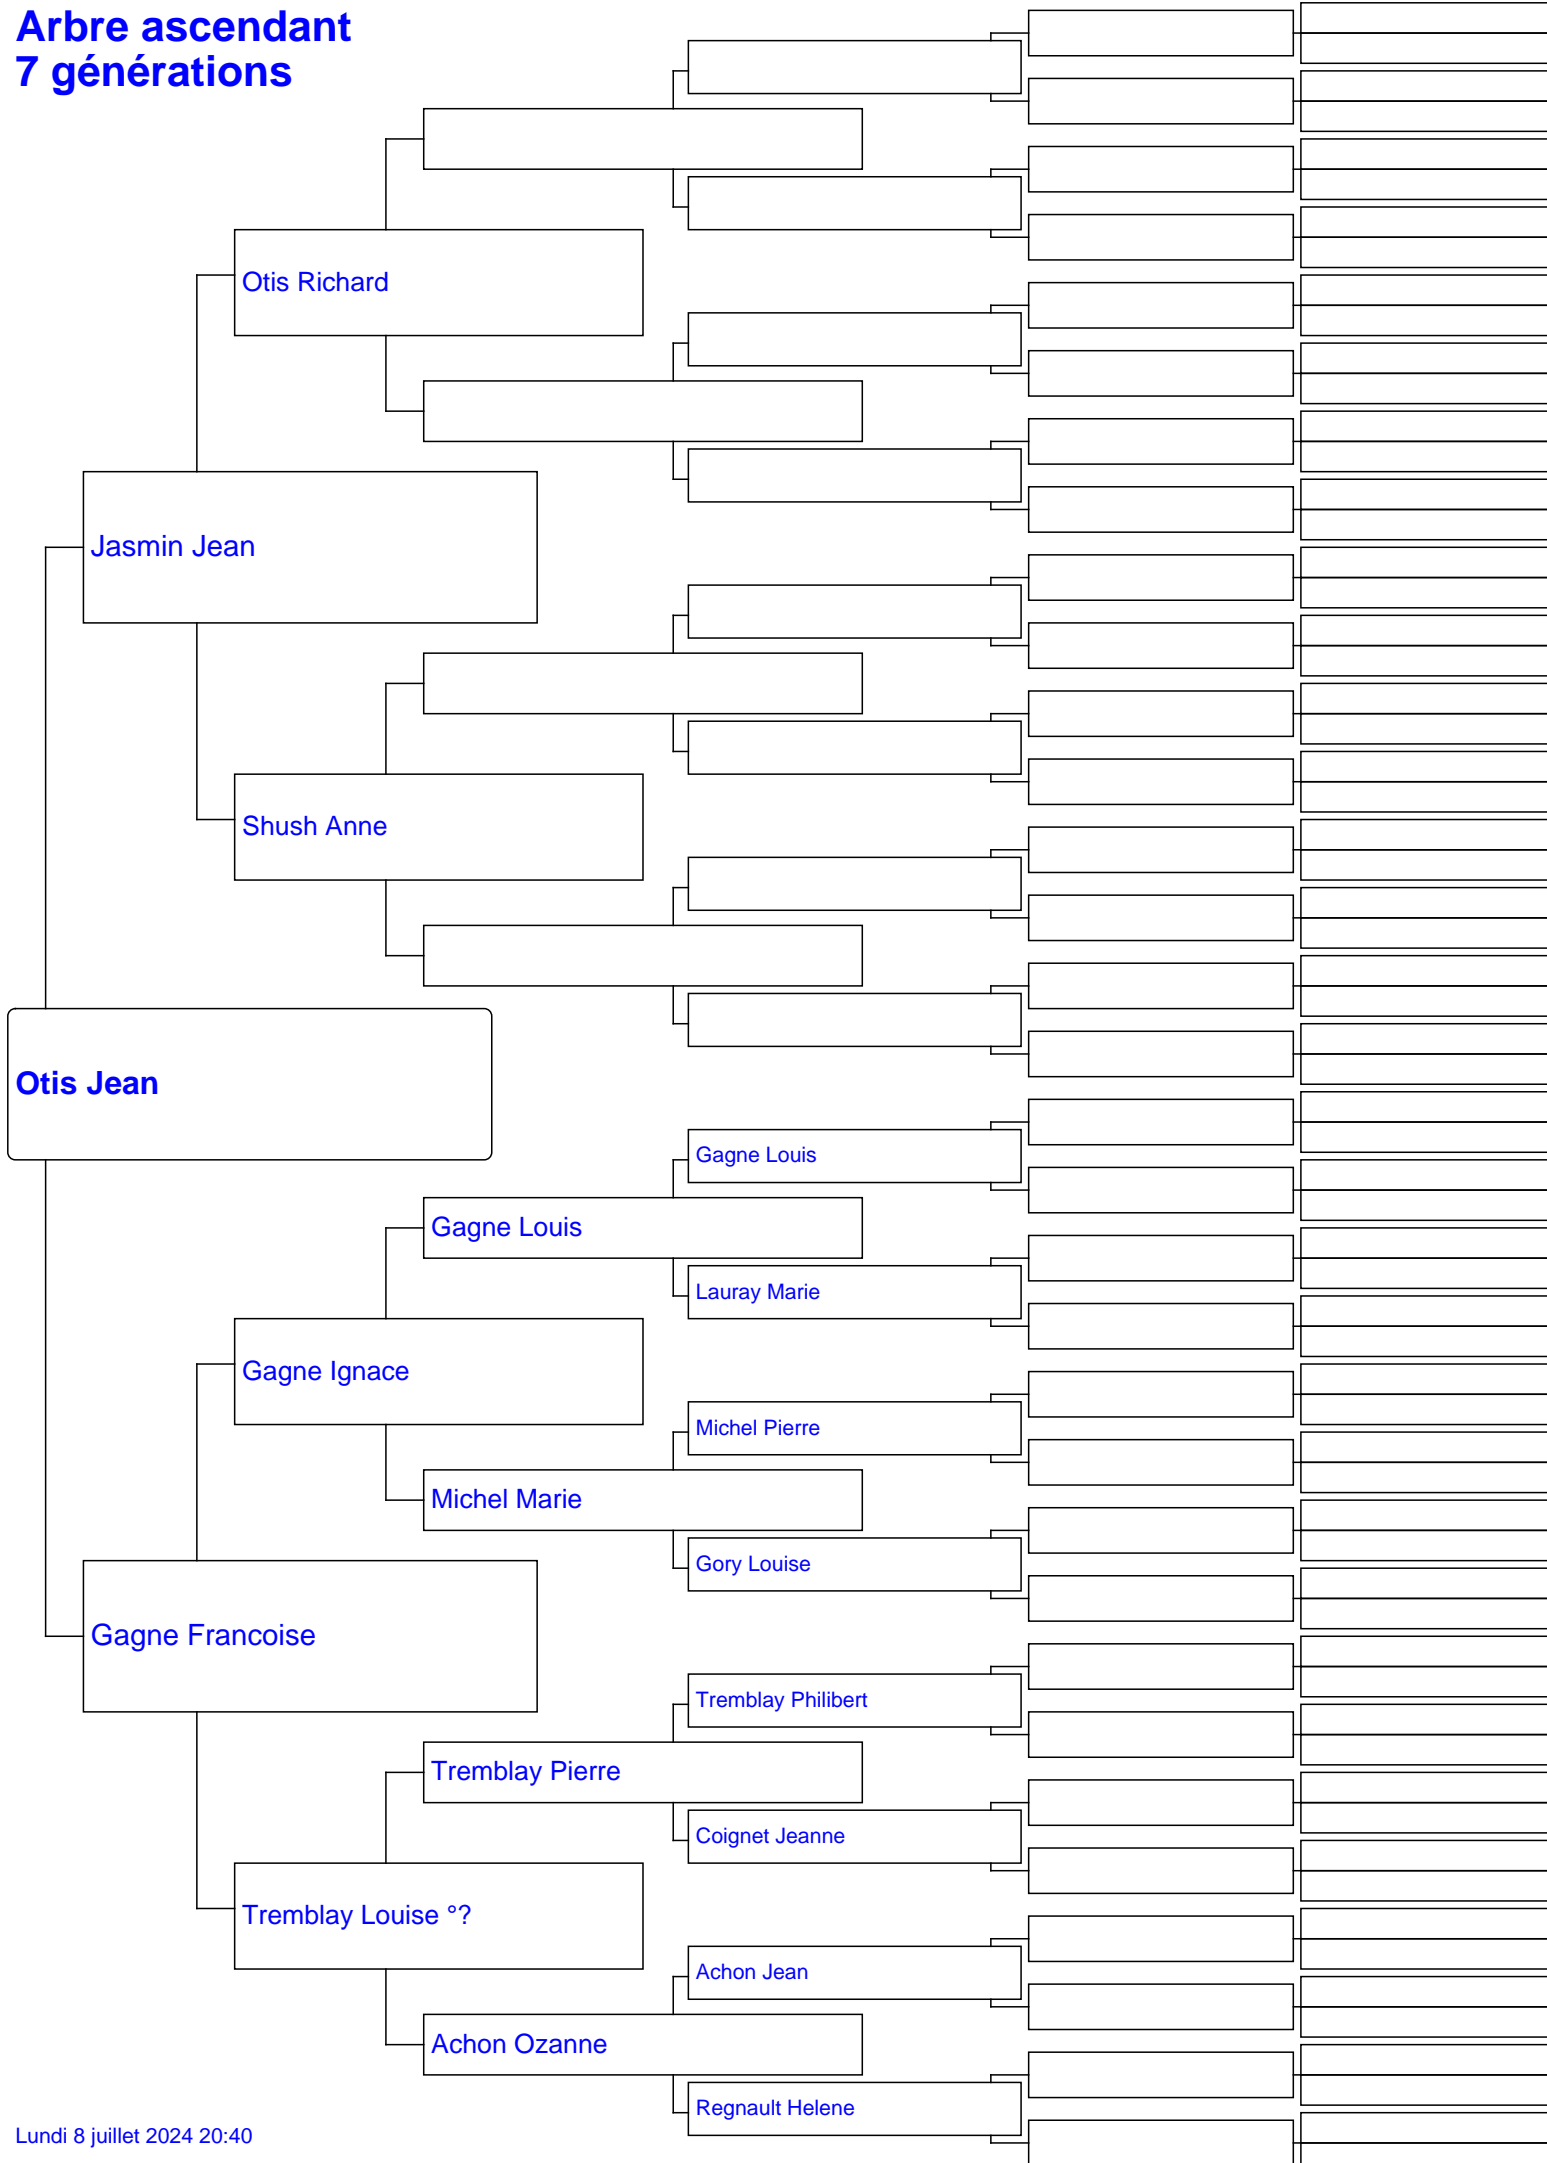 Arbre ascendant
7 générations
Otis Richard
Jasmin Jean
Shush Anne
Otis Jean
Gagne Louis
Gagne Louis
Lauray Marie
Gagne Ignace
Michel Pierre
Michel Marie
Gory Louise
Gagne Francoise
Tremblay Philibert
Tremblay Pierre
Coignet Jeanne
Tremblay Louise °?
Achon Jean
Achon Ozanne
Regnault Helene
Lundi 8 juillet 2024 20:40